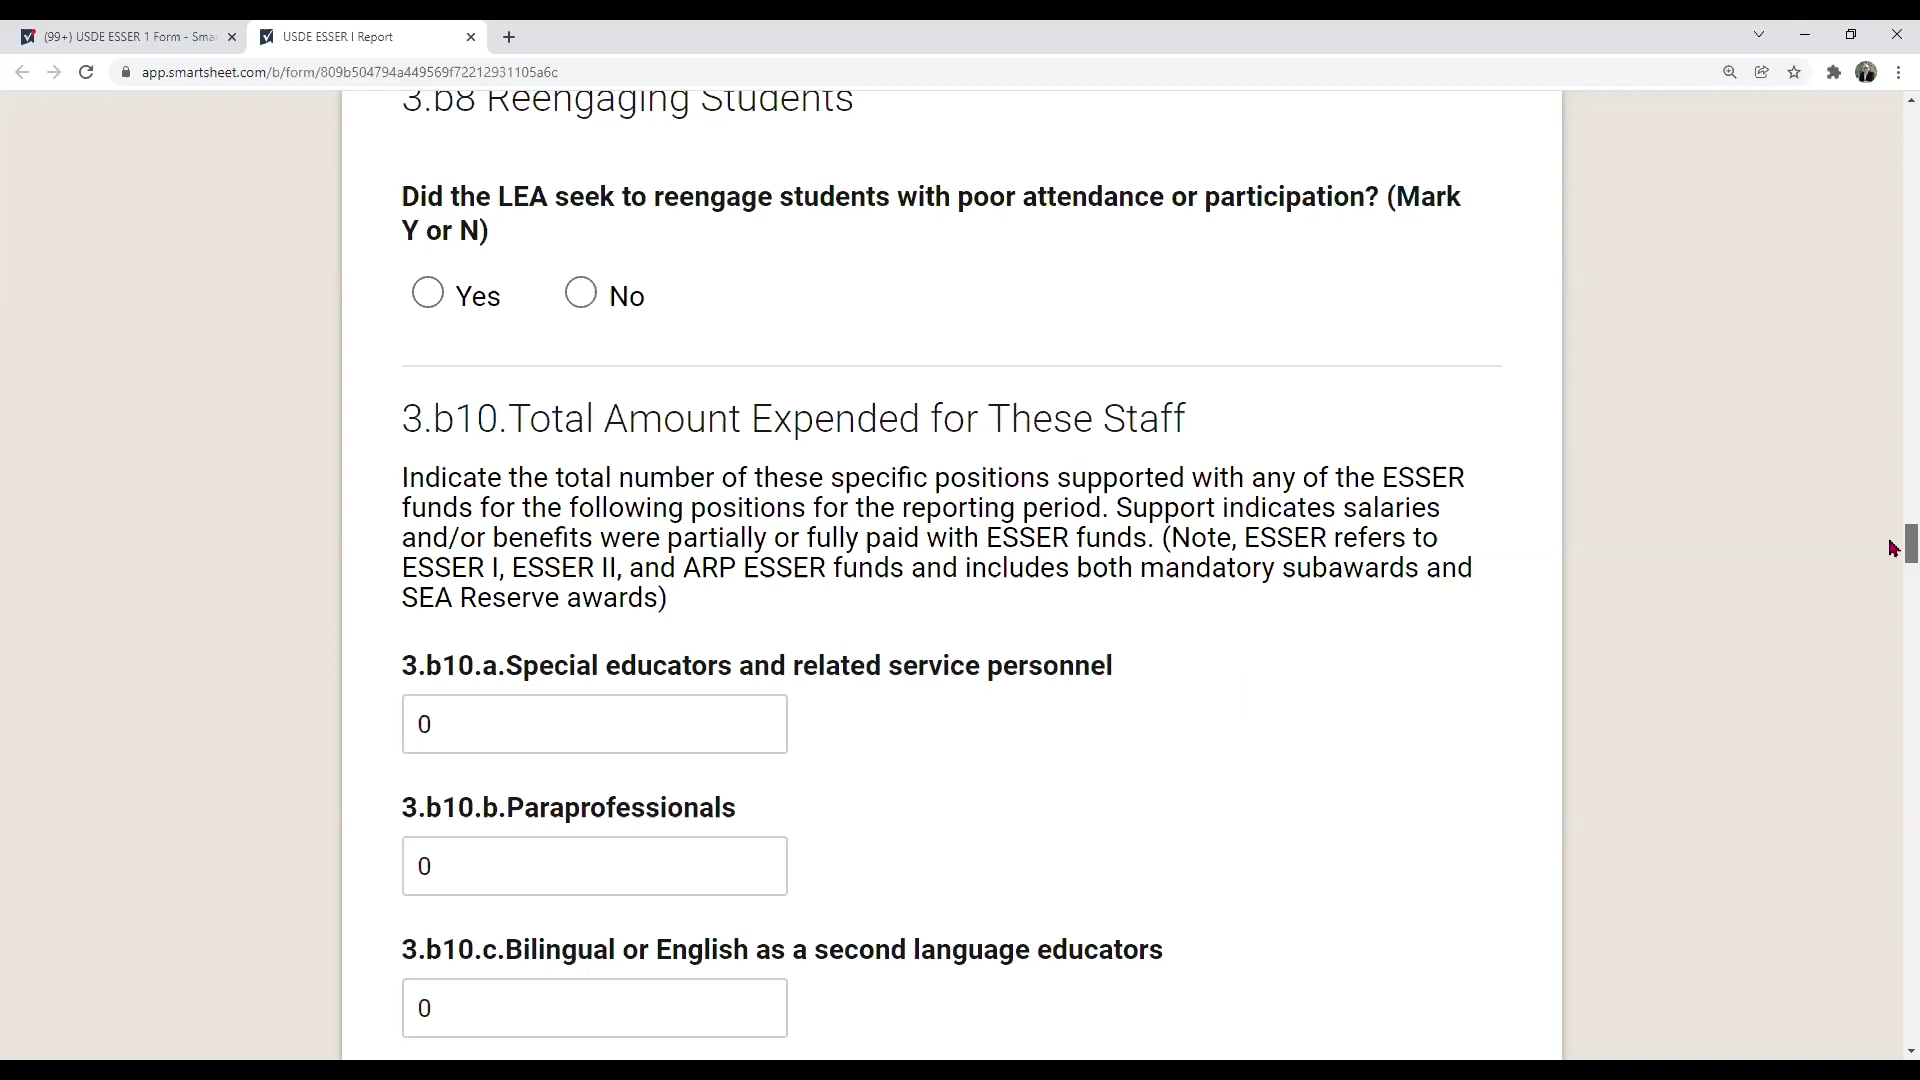 (99+) USDE ESSER 1 Form - Sma
USDE ESSER I Report
app.smartsheet.com/b/form/809b504794a449569f72212931105a6c
3.b8 Reengaging Students
Did the LEA seek to reengage students with poor attendance or participation? (Mark
Y or N)
Yes
No
3.b10.Total Amount Expended for These Staff
Indicate the total number of these specific positions supported with any of the ESSER
funds for the following positions for the reporting period. Support indicates salaries
and/or benefits were partially or fully paid with ESSER funds. (Note, ESSER refers to
ESSER I, ESSER II, and ARP ESSER funds and includes both mandatory subawards and
SEA Reserve awards)
3.b10.a.Special educators and related service personnel
0
3.b10.b.Paraprofessionals
0
3.b10.c.Bilingual or English as a second language educators
0